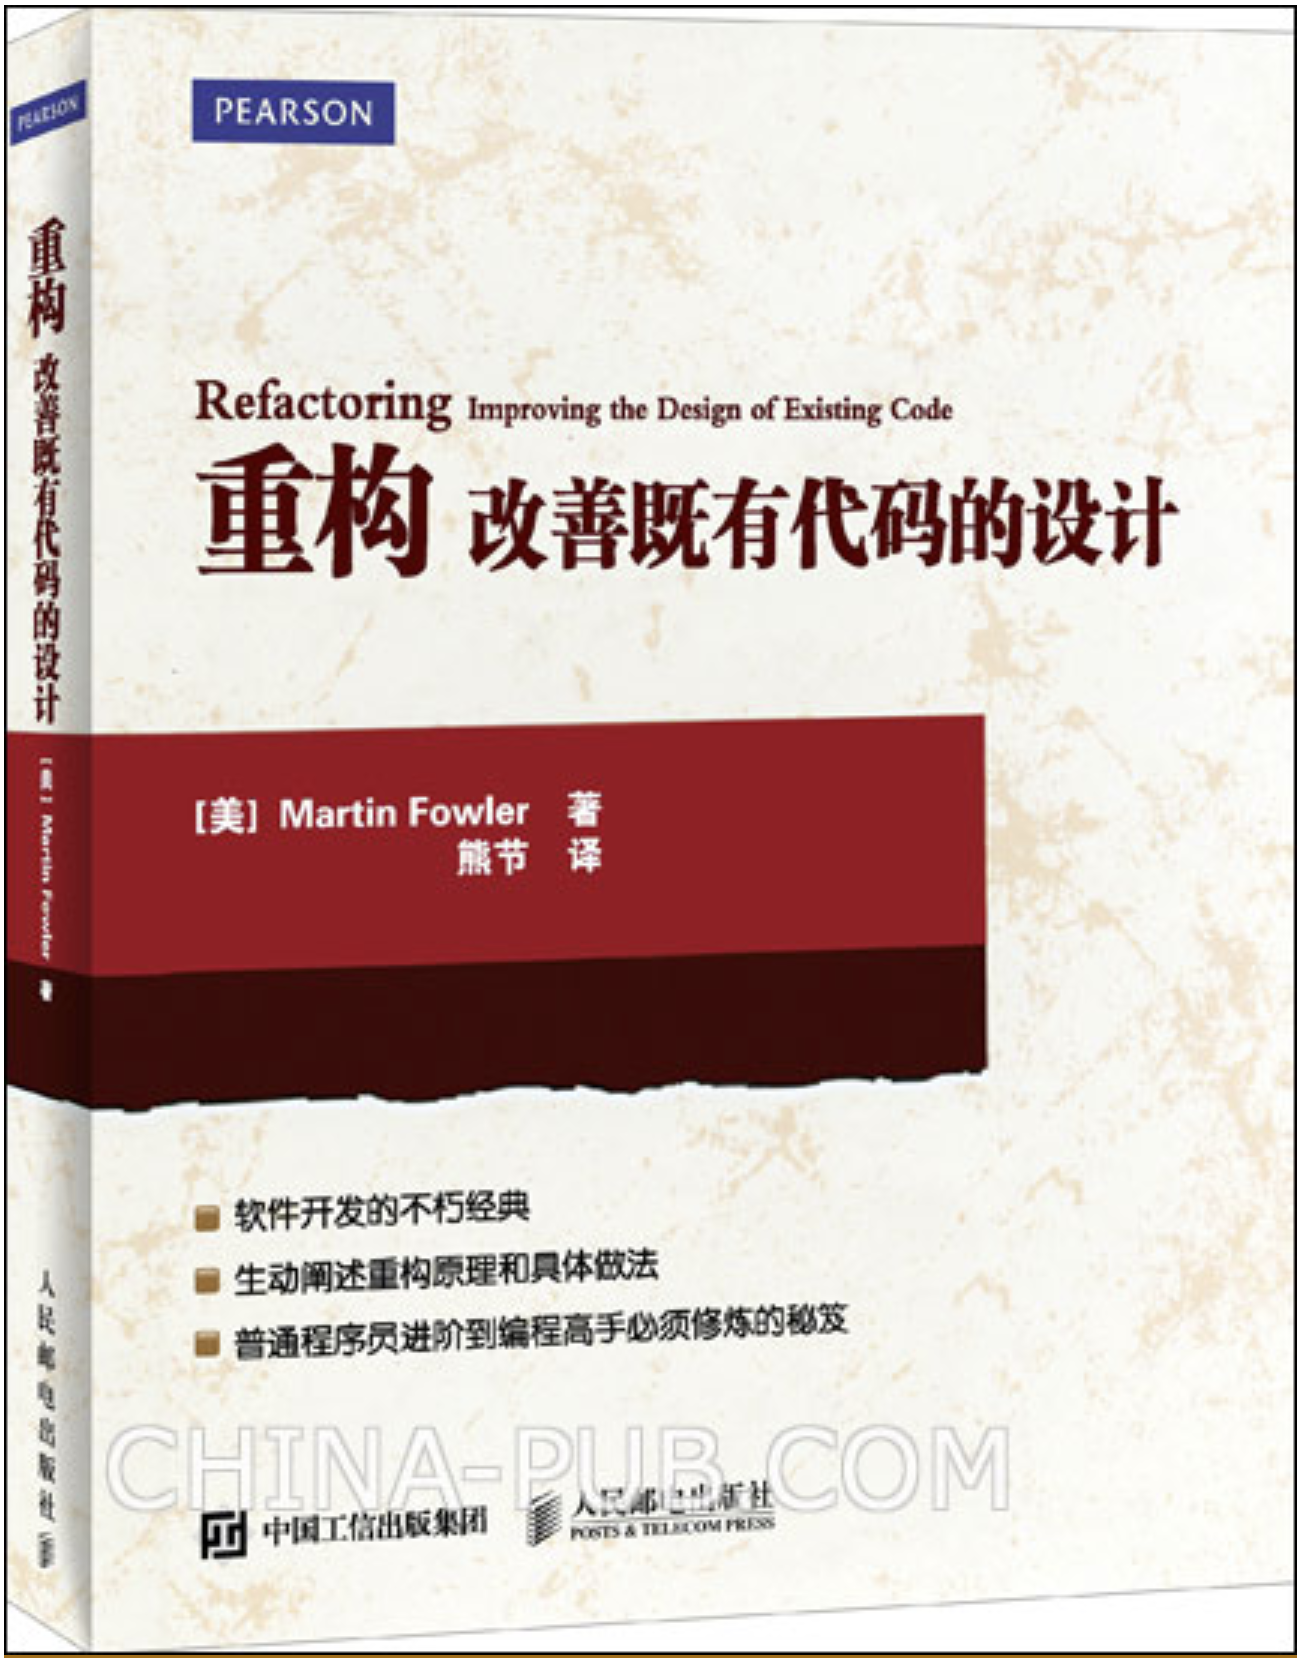 PEARSON
重构 改善既有代码的设计
[美] Martin Fowler 著
人民邮电出版社
PEARSON
Refactoring Improving the Design of Existing Code
重构 改善既有代码的设计
[美] Martin Fowler 著
熊节 译
软件开发的不朽经典
生动阐述重构原理和具体做法
普通程序员进阶到编程高手必须修炼的秘笈
CHINA-PUB.COM
中国工信出版集团
人民邮电出版社
POSTS & TELECOM PRESS